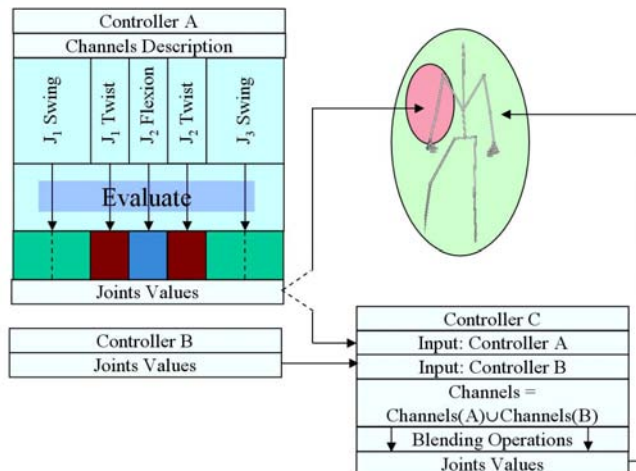 Controller A
Channels Description
J₁ Swing
J₁ Twist
J₂ Flexion
J₂ Twist
J₃ Swing
Evaluate
Joints Values
Controller B
Joints Values
Controller C
Input: Controller A
Input: Controller B
Channels =
Channels(A)∪Channels(B)
Blending Operations
Joints Values